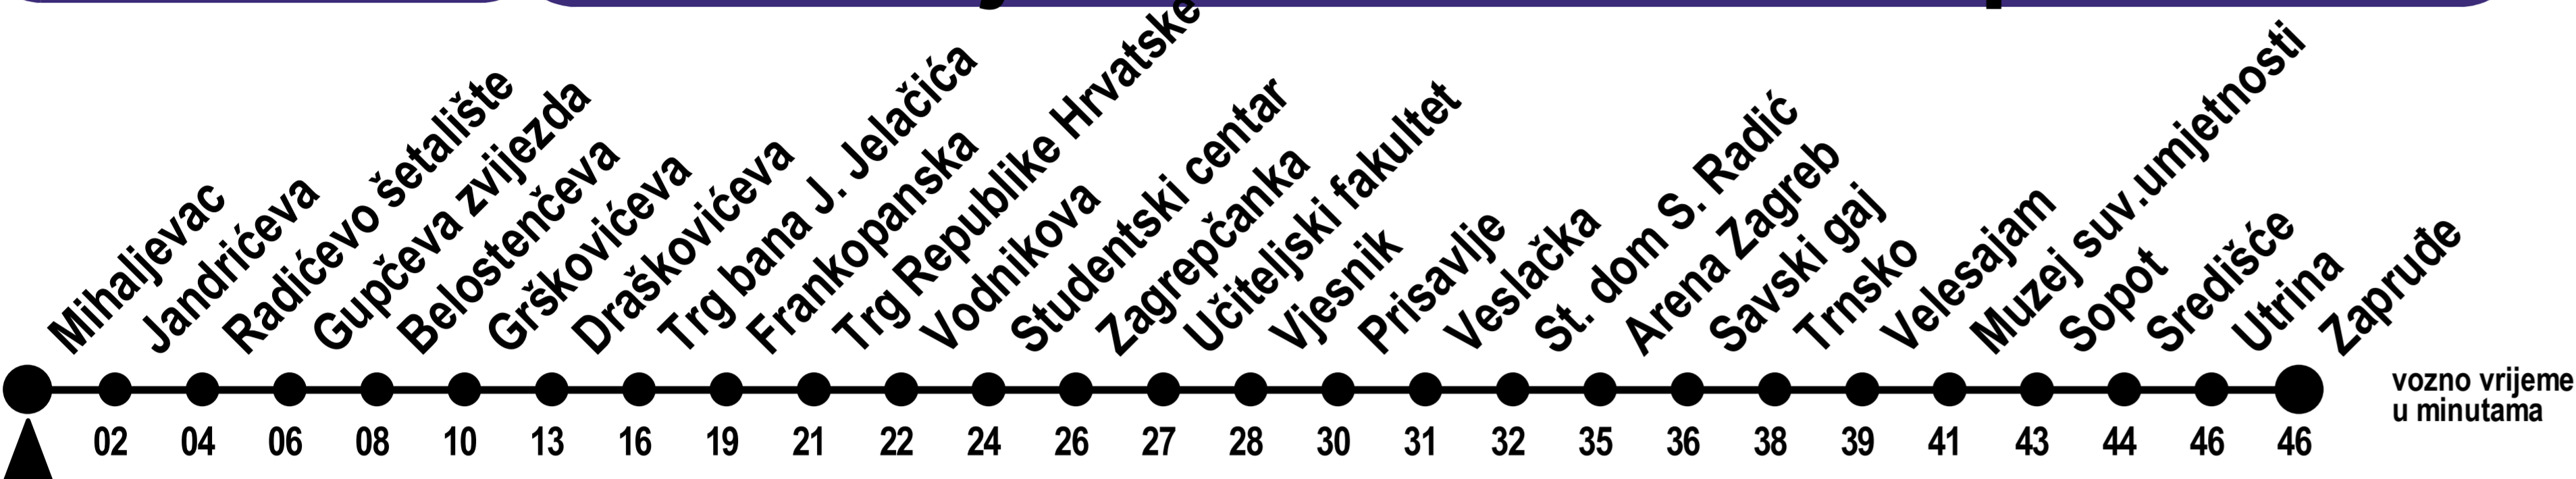 Mihaljevac
Jandrićeva
Radićevo šetalište
Gupčeva zvijezda
Belostenčeva
Grškovićeva
Draškovićeva
Trg bana J. Jelačića
Frankopanska
Trg Republike Hrvatske
Vodnikova
Studentski centar
Zagrepčanka
Učiteljski fakultet
Vjesnik
Prisavlje
Veslačka
St. dom S. Radić
Arena Zagreb
Savski gaj
Trnsko
Velesajam
Muzej suv.umjetnosti
Sopot
Središće
Utrina
Zapruđe
02 04 06 08 10 13 16 19 21 22 24 26 27 28 30 31 32 35 36 38 39 41 43 44 46 46
vozno vrijeme
u minutama